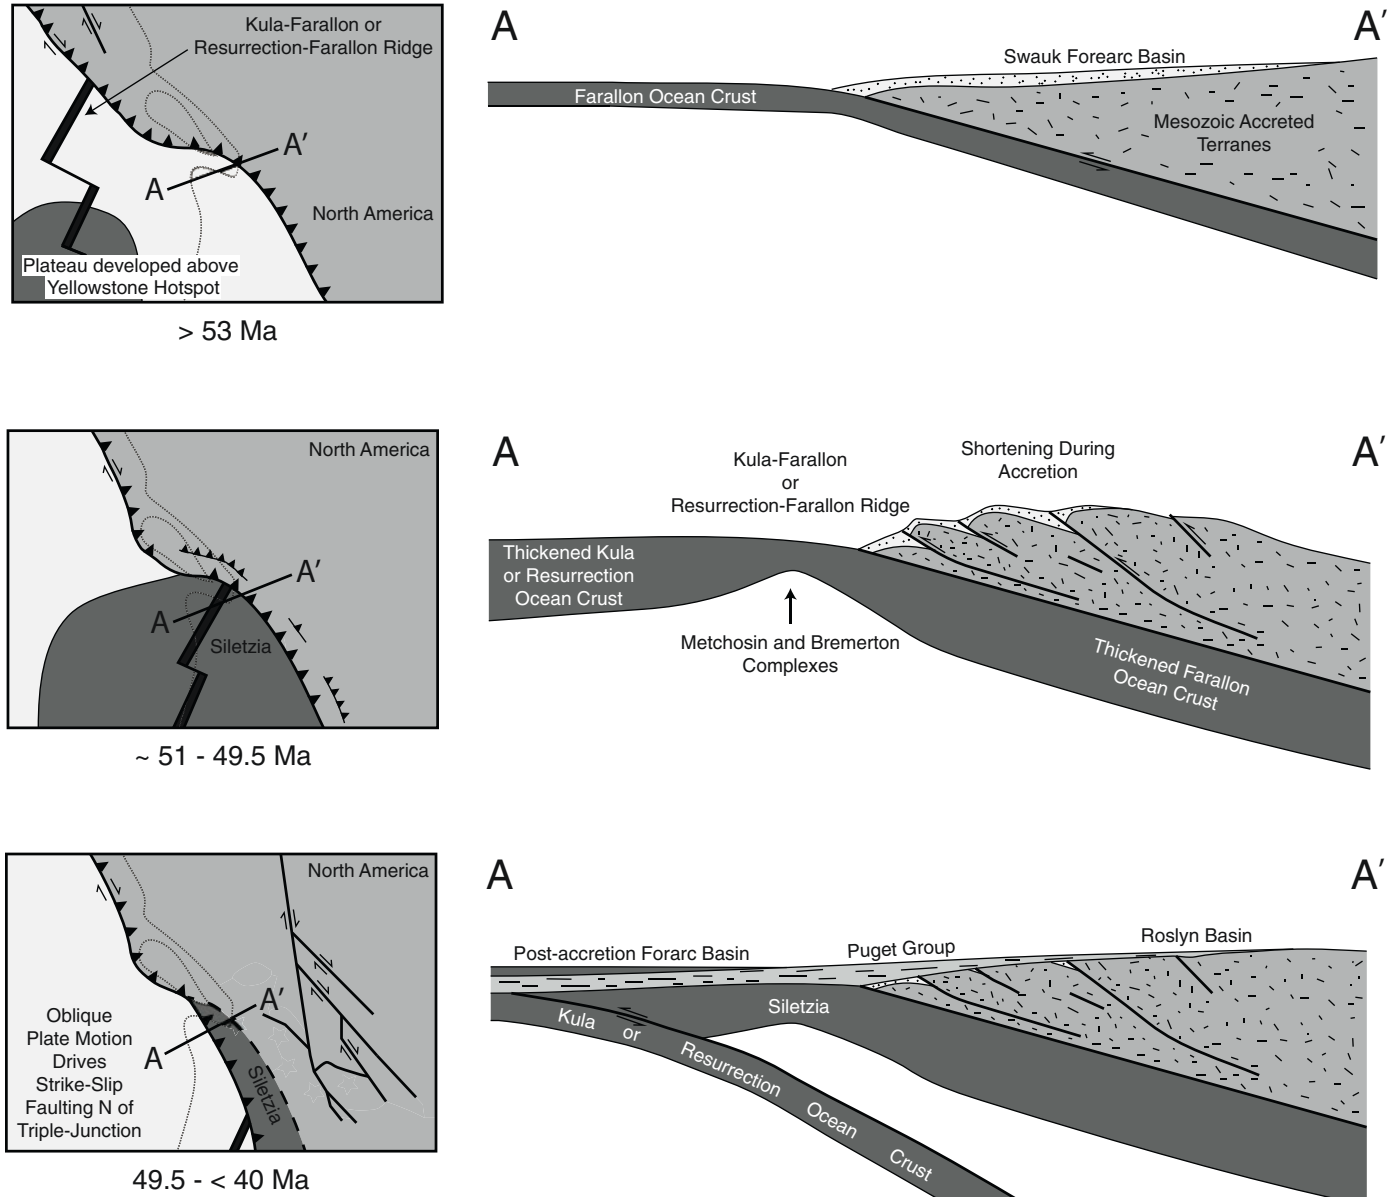 Kula-Farallon or
Resurrection-Farallon Ridge
A
A'
North America
Plateau developed above
Yellowstone Hotspot
> 53 Ma
A
A'
Swauk Forearc Basin
Farallon Ocean Crust
Mesozoic Accreted
Terranes
North America
A
A'
Siletzia
~ 51 - 49.5 Ma
A
A'
Kula-Farallon
or
Resurrection-Farallon Ridge
Shortening During
Accretion
Thickened Kula
or Resurrection
Ocean Crust
Metchosin and Bremerton
Complexes
Thickened Farallon
Ocean Crust
North America
A
A'
Oblique
Plate Motion
Drives
Strike-Slip
Faulting N of
Triple-Junction
Siletzia
49.5 - < 40 Ma
A
A'
Post-accretion Forarc Basin
Puget Group
Roslyn Basin
Siletzia
Kula or Resurrection Ocean Crust